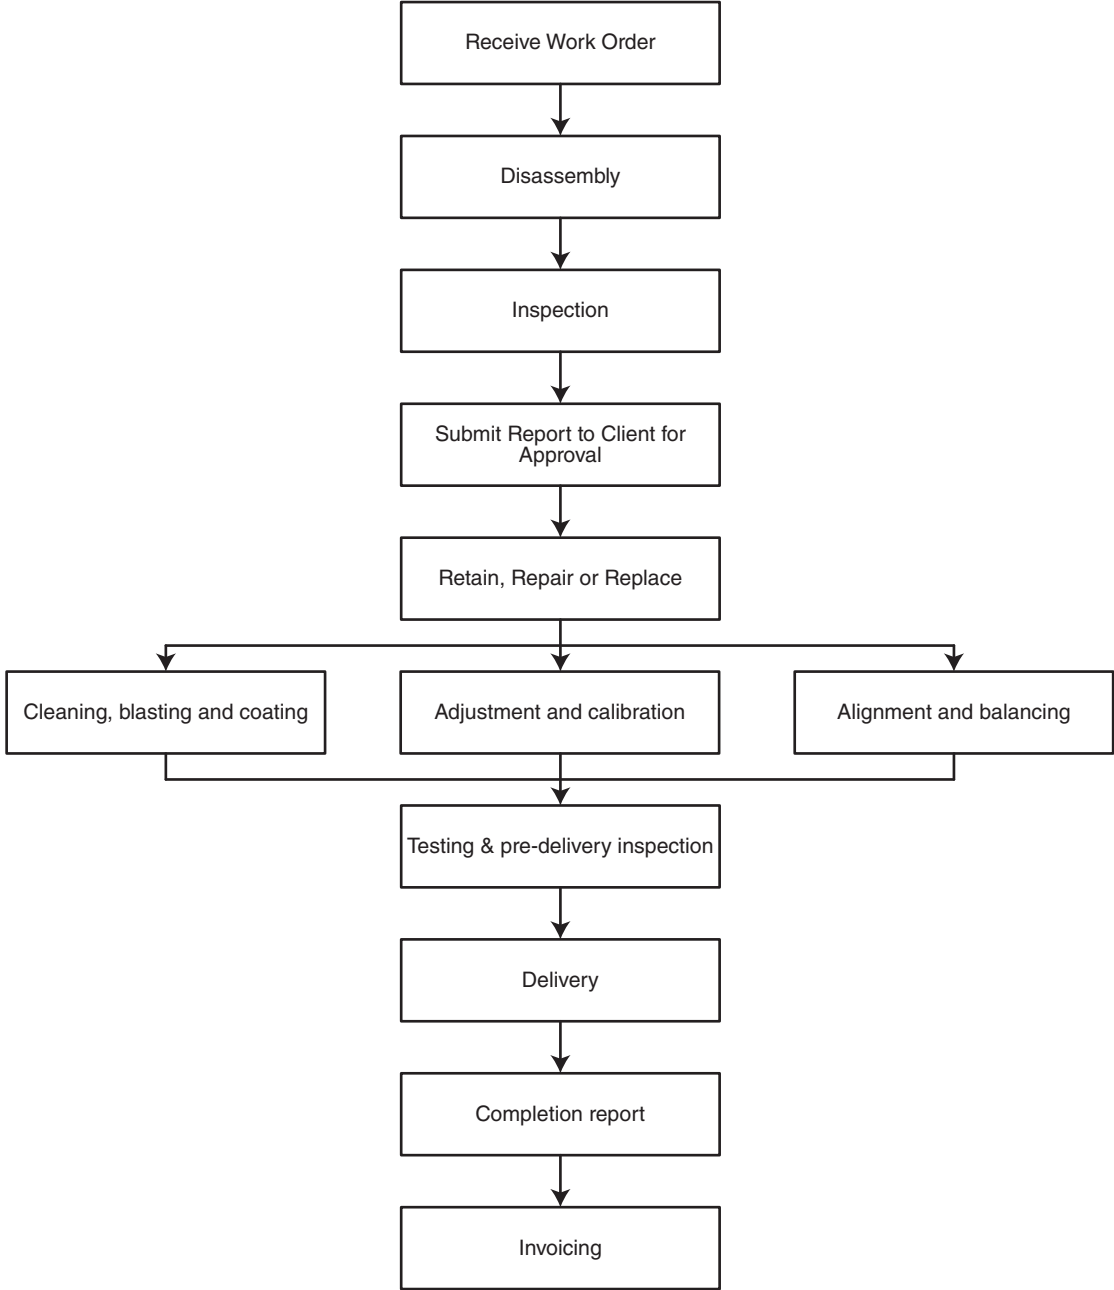 Receive Work Order
Disassembly
Inspection
Submit Report to Client for
Approval
Retain, Repair or Replace
Cleaning, blasting and coating
Adjustment and calibration
Alignment and balancing
Testing & pre-delivery inspection
Delivery
Completion report
Invoicing